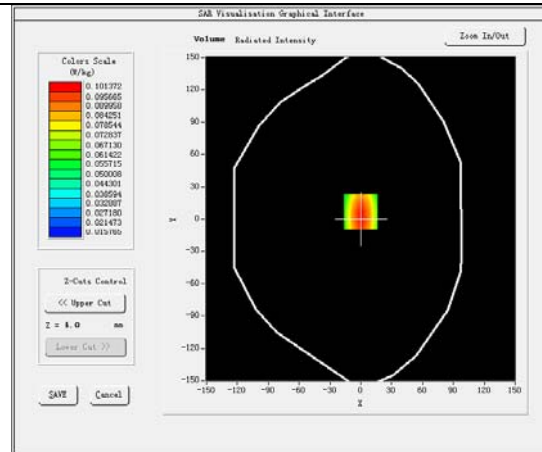 SAR Visualisation Graphical Interface
Volume Radiated Intensity
Zoom In/Out
Colors Scale
(W/kg)
0.101372
0.095665
0.089958
0.084251
0.078544
0.072837
0.067130
0.061422
0.055715
0.050008
0.044301
0.038594
0.032887
0.027180
0.021473
0.015766
150
120
90
60
30
0
-30
-60
-90
-120
-150
Y
-150 -120 -90 -60 -30 0 30 60 90 120 150
X
Z-Cuts Control
<< Upper Cut
Z = 4.0 mm
Lower Cut >>
SAVE Cancel